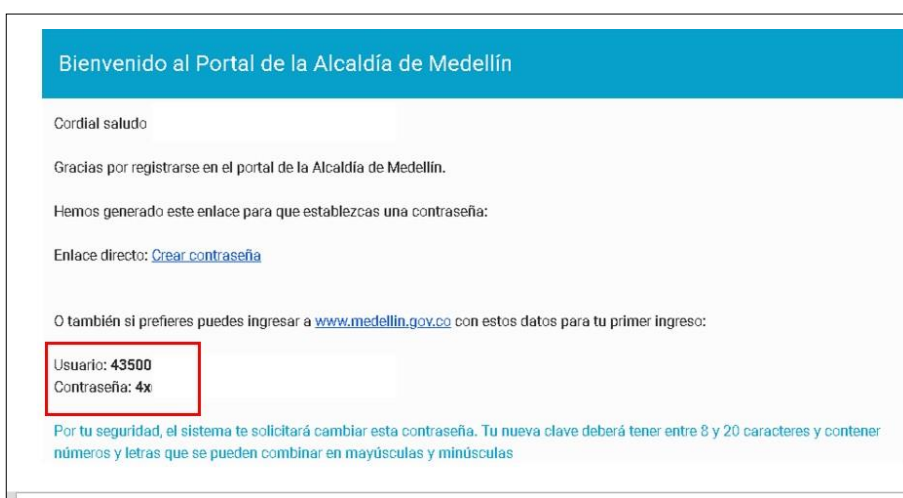 Bienvenido al Portal de la Alcaldía de Medellín
Cordial saludo
Gracias por registrarse en el portal de la Alcaldía de Medellín.
Hemos generado este enlace para que establezcas una contraseña:
Enlace directo: Crear contraseña
O también si prefieres puedes ingresar a www.medellin.gov.co con estos datos para tu primer ingreso:
Usuario: 43500
Contraseña: 4x
Por tu seguridad, el sistema te solicitará cambiar esta contraseña. Tu nueva clave deberá tener entre 8 y 20 caracteres y contener
números y letras que se pueden combinar en mayúsculas y minúsculas